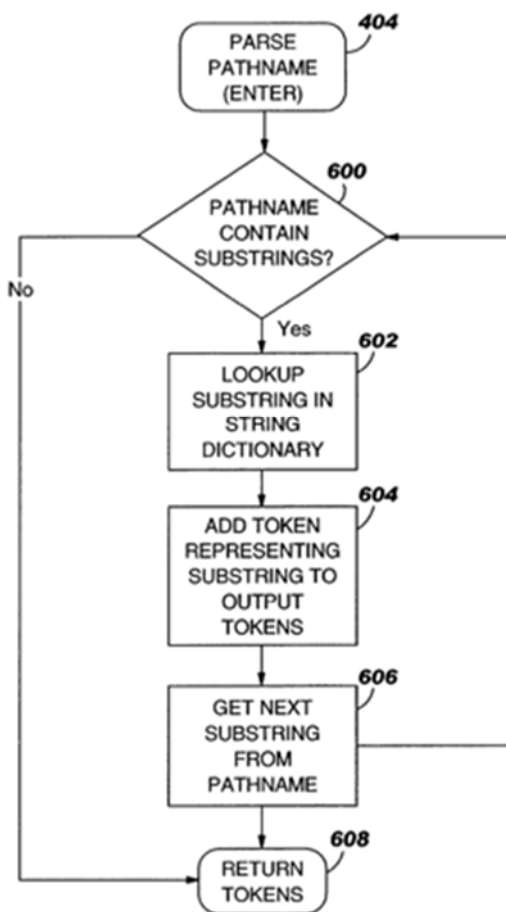 404
PARSE
PATHNAME
(ENTER)
600
PATHNAME
CONTAIN
SUBSTRINGS?
No
Yes
602
LOOKUP
SUBSTRING IN
STRING
DICTIONARY
604
ADD TOKEN
REPRESENTING
SUBSTRING TO
OUTPUT
TOKENS
606
GET NEXT
SUBSTRING
FROM
PATHNAME
608
RETURN
TOKENS